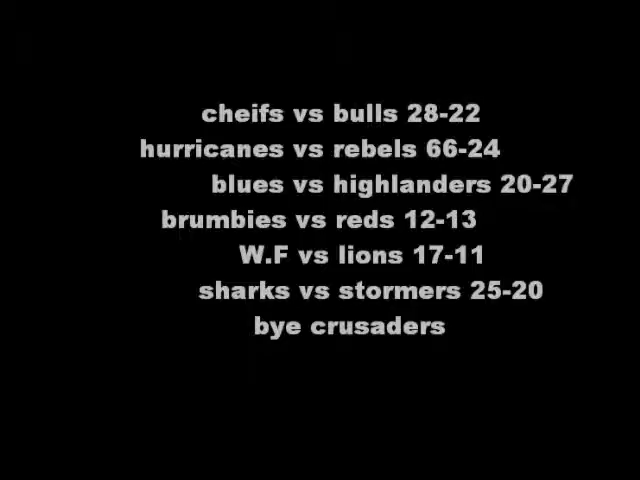 cheifs vs bulls 28-22
hurricanes vs rebels 66-24
blues vs highlanders 20-27
brumbies vs reds 12-13
W.F vs lions 17-11
sharks vs stormers 25-20
bye crusaders